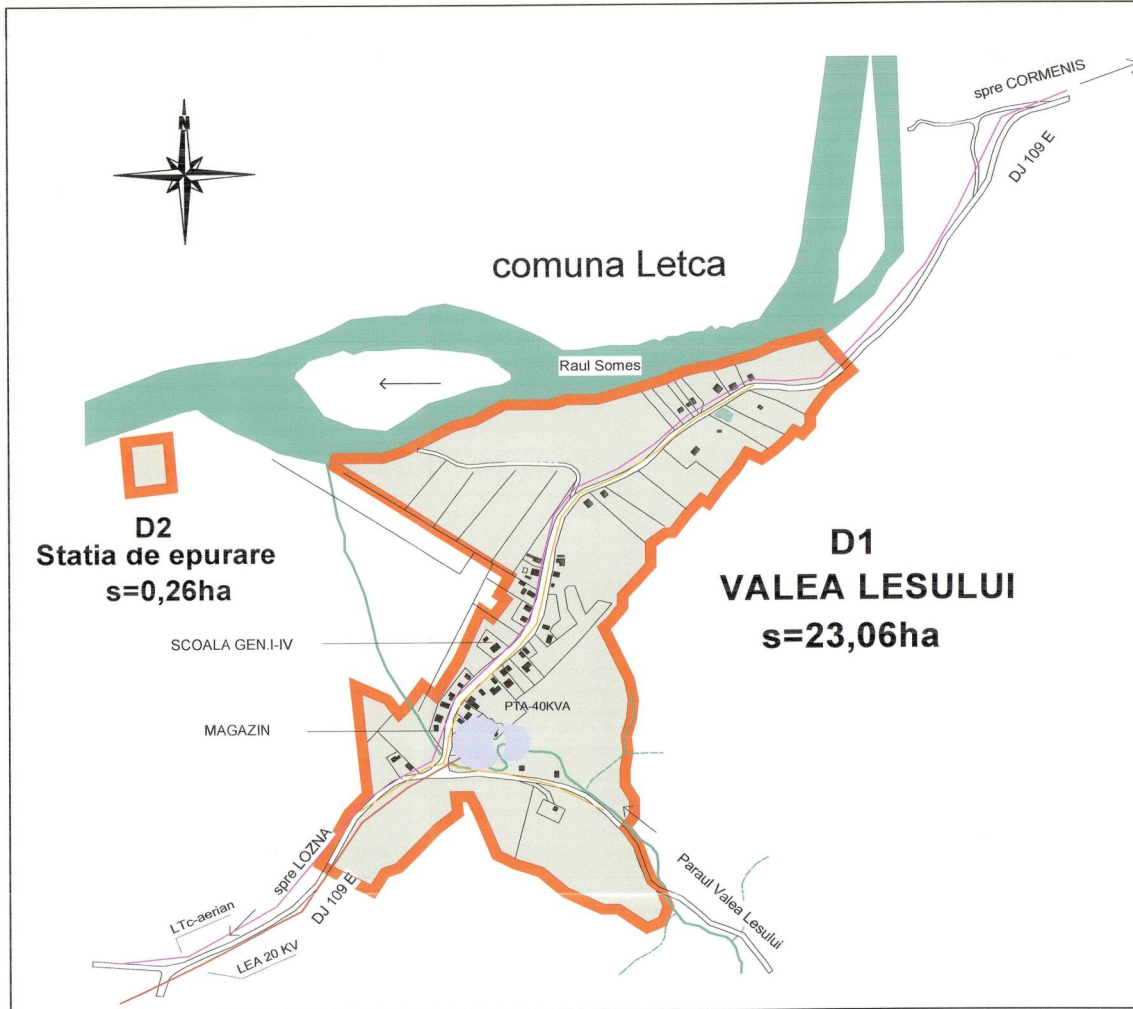 N
spre CORMENIS
DJ 109 E
comuna Letca
Raul Somes
D2
Statia de epurare
s=0,26ha
D1
VALEA LESULUI
s=23,06ha
SCOALA GEN.I-IV
PTA-40KVA
MAGAZIN
spre LOZNA
DJ 109 E
Paraul Valea Lesului
LTc-aerian
LEA 20 KV